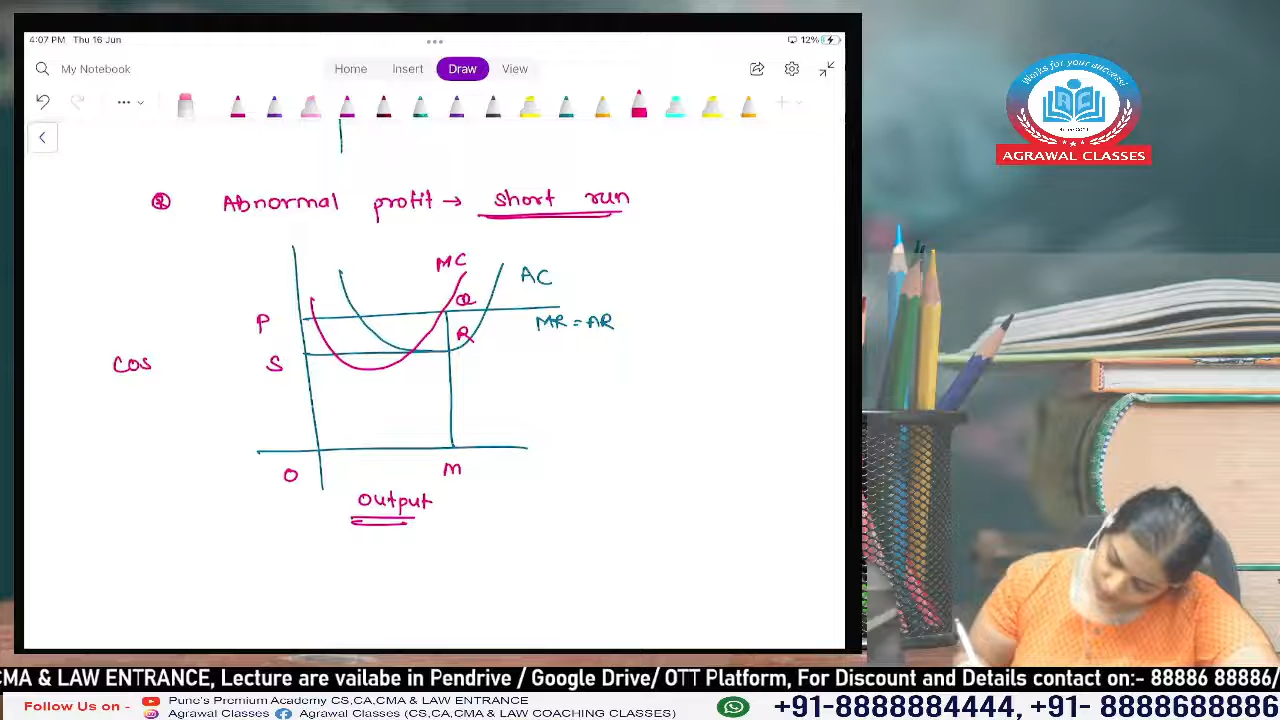 4:07 PM Thu 16 Jun
12%
My Notebook
Home Insert Draw View
Works for your success!
AC
AGRAWAL CLASSES
Abnormal profit → short run
MC
AC
Q
P
MR = AR
R
Cos
S
O
M
Output
CMA & LAW ENTRANCE, Lecture are vailabe in Pendrive / Google Drive/ OTT Platform, For Discount and Details contact on:- 88886 88886/
Follow Us on -
Pune's Premium Academy CS,CA,CMA & LAW ENTRANCE
Agrawal Classes
Agrawal Classes (CS,CA,CMA & LAW COACHING CLASSES)
+91-8888884444, +91- 8888688886